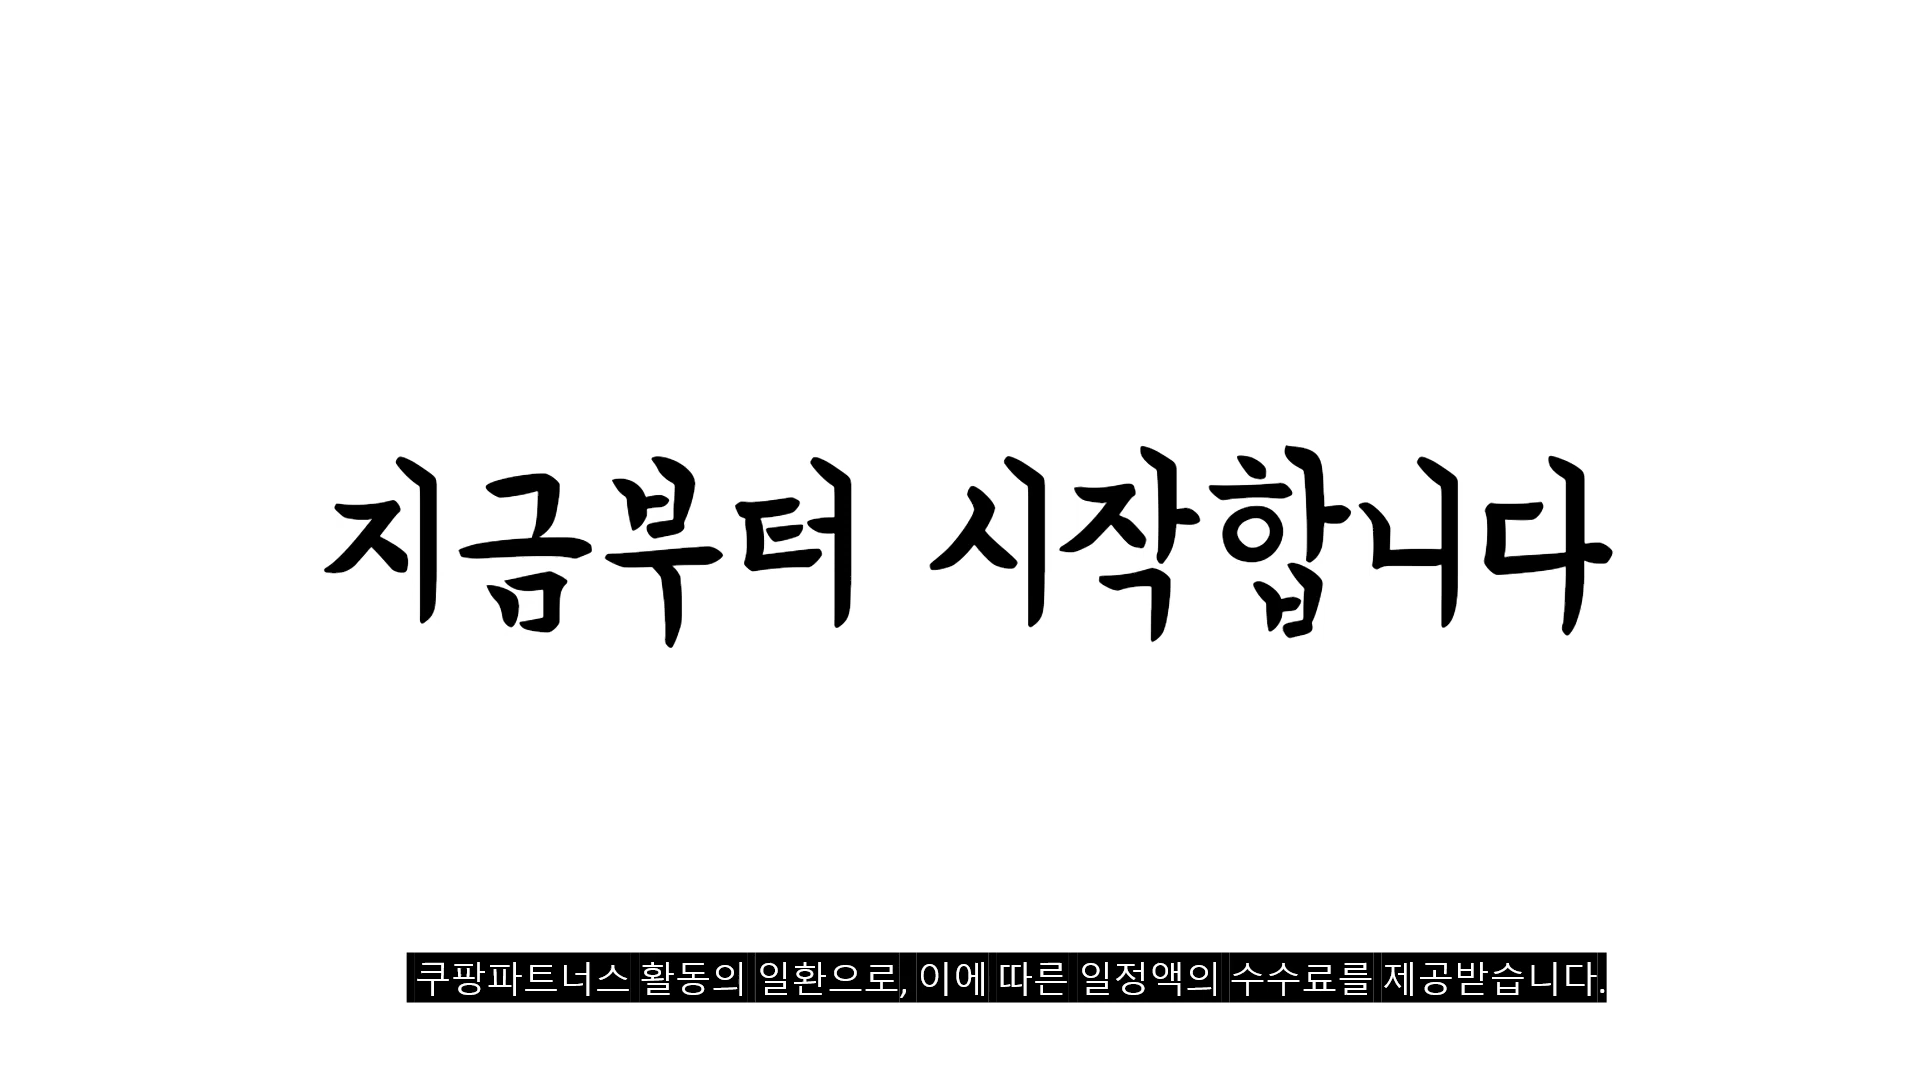 지금부터 시작합니다
쿠팡파트너스 활동의 일환으로, 이에 따른 일정액의 수수료를 제공받습니다.